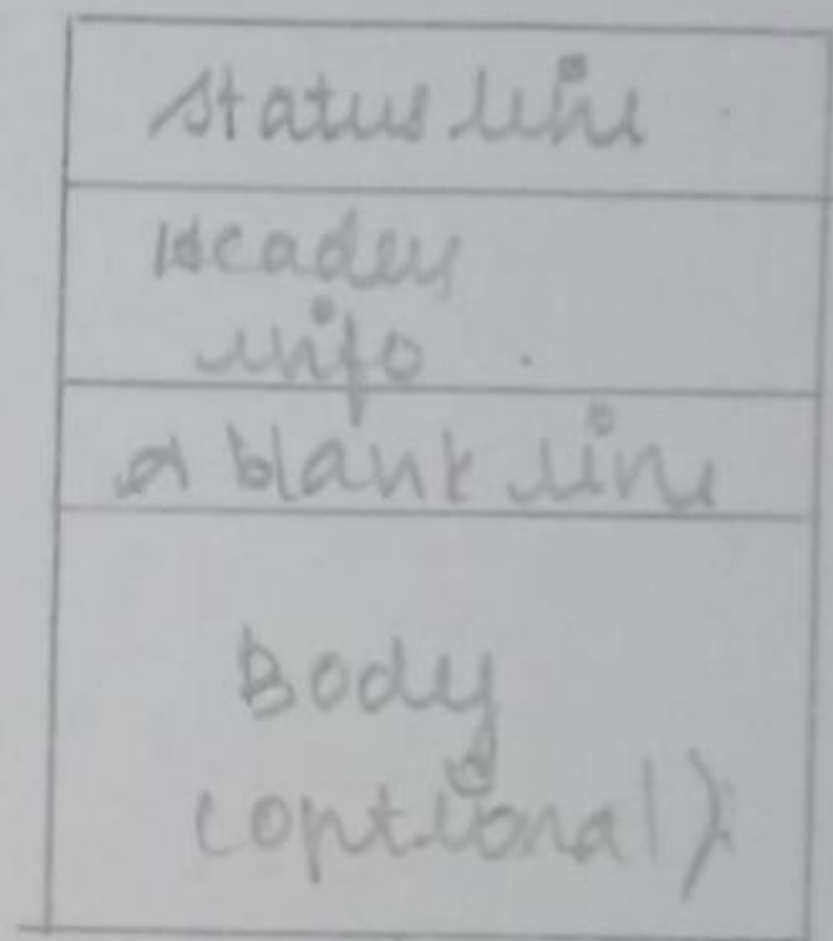 Status line
Header
info
A blank line
Body
(optional)